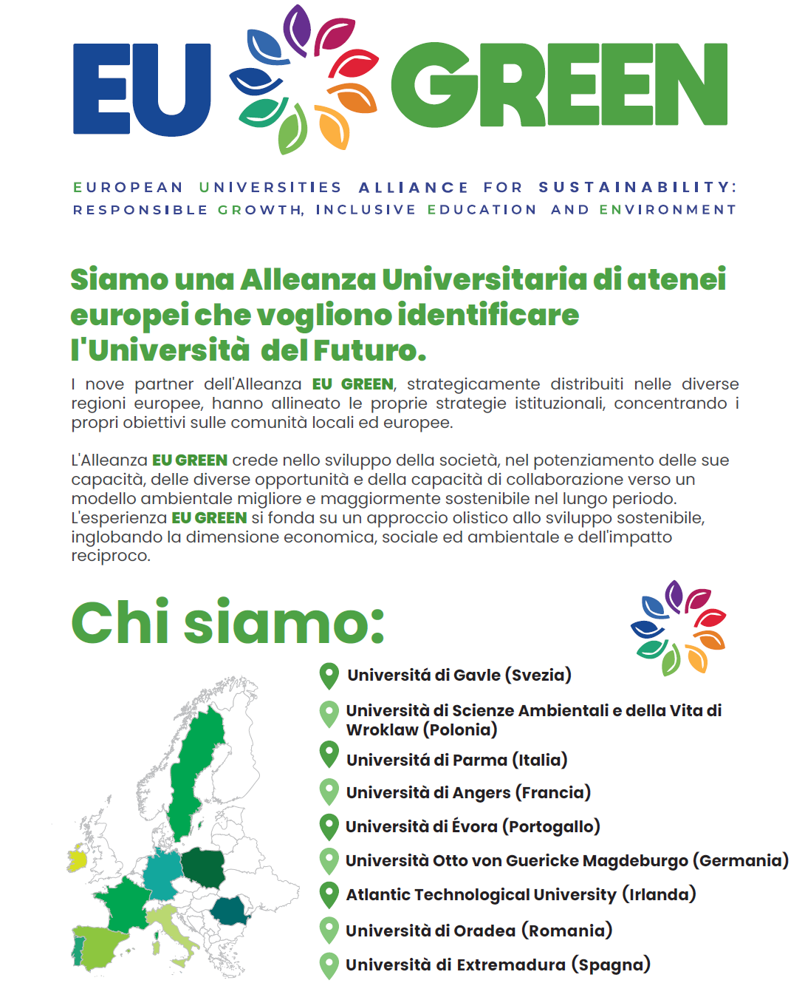 EU GREEN
EUROPEAN UNIVERSITIES ALLIANCE FOR SUSTAINABILITY:
RESPONSIBLE GROWTH, INCLUSIVE EDUCATION AND ENVIRONMENT
Siamo una Alleanza Universitaria di atenei
europei che vogliono identificare
l'Università del Futuro.
I nove partner dell'Alleanza EU GREEN, strategicamente distribuiti nelle diverse
regioni europee, hanno allineato le proprie strategie istituzionali, concentrando i
propri obiettivi sulle comunità locali ed europee.
L'Alleanza EU GREEN crede nello sviluppo della società, nel potenziamento delle sue
capacità, delle diverse opportunità e della capacità di collaborazione verso un
modello ambientale migliore e maggiormente sostenibile nel lungo periodo.
L'esperienza EU GREEN si fonda su un approccio olistico allo sviluppo sostenibile,
inglobando la dimensione economica, sociale ed ambientale e dell'impatto
reciproco.
Chi siamo:
Universitá di Gavle (Svezia)
Università di Scienze Ambientali e della Vita di
Wroklaw (Polonia)
Universitá di Parma (Italia)
Università di Angers (Francia)
Università di Évora (Portogallo)
Università Otto von Guericke Magdeburgo (Germania)
Atlantic Technological University (Irlanda)
Università di Oradea (Romania)
Università di Extremadura (Spagna)